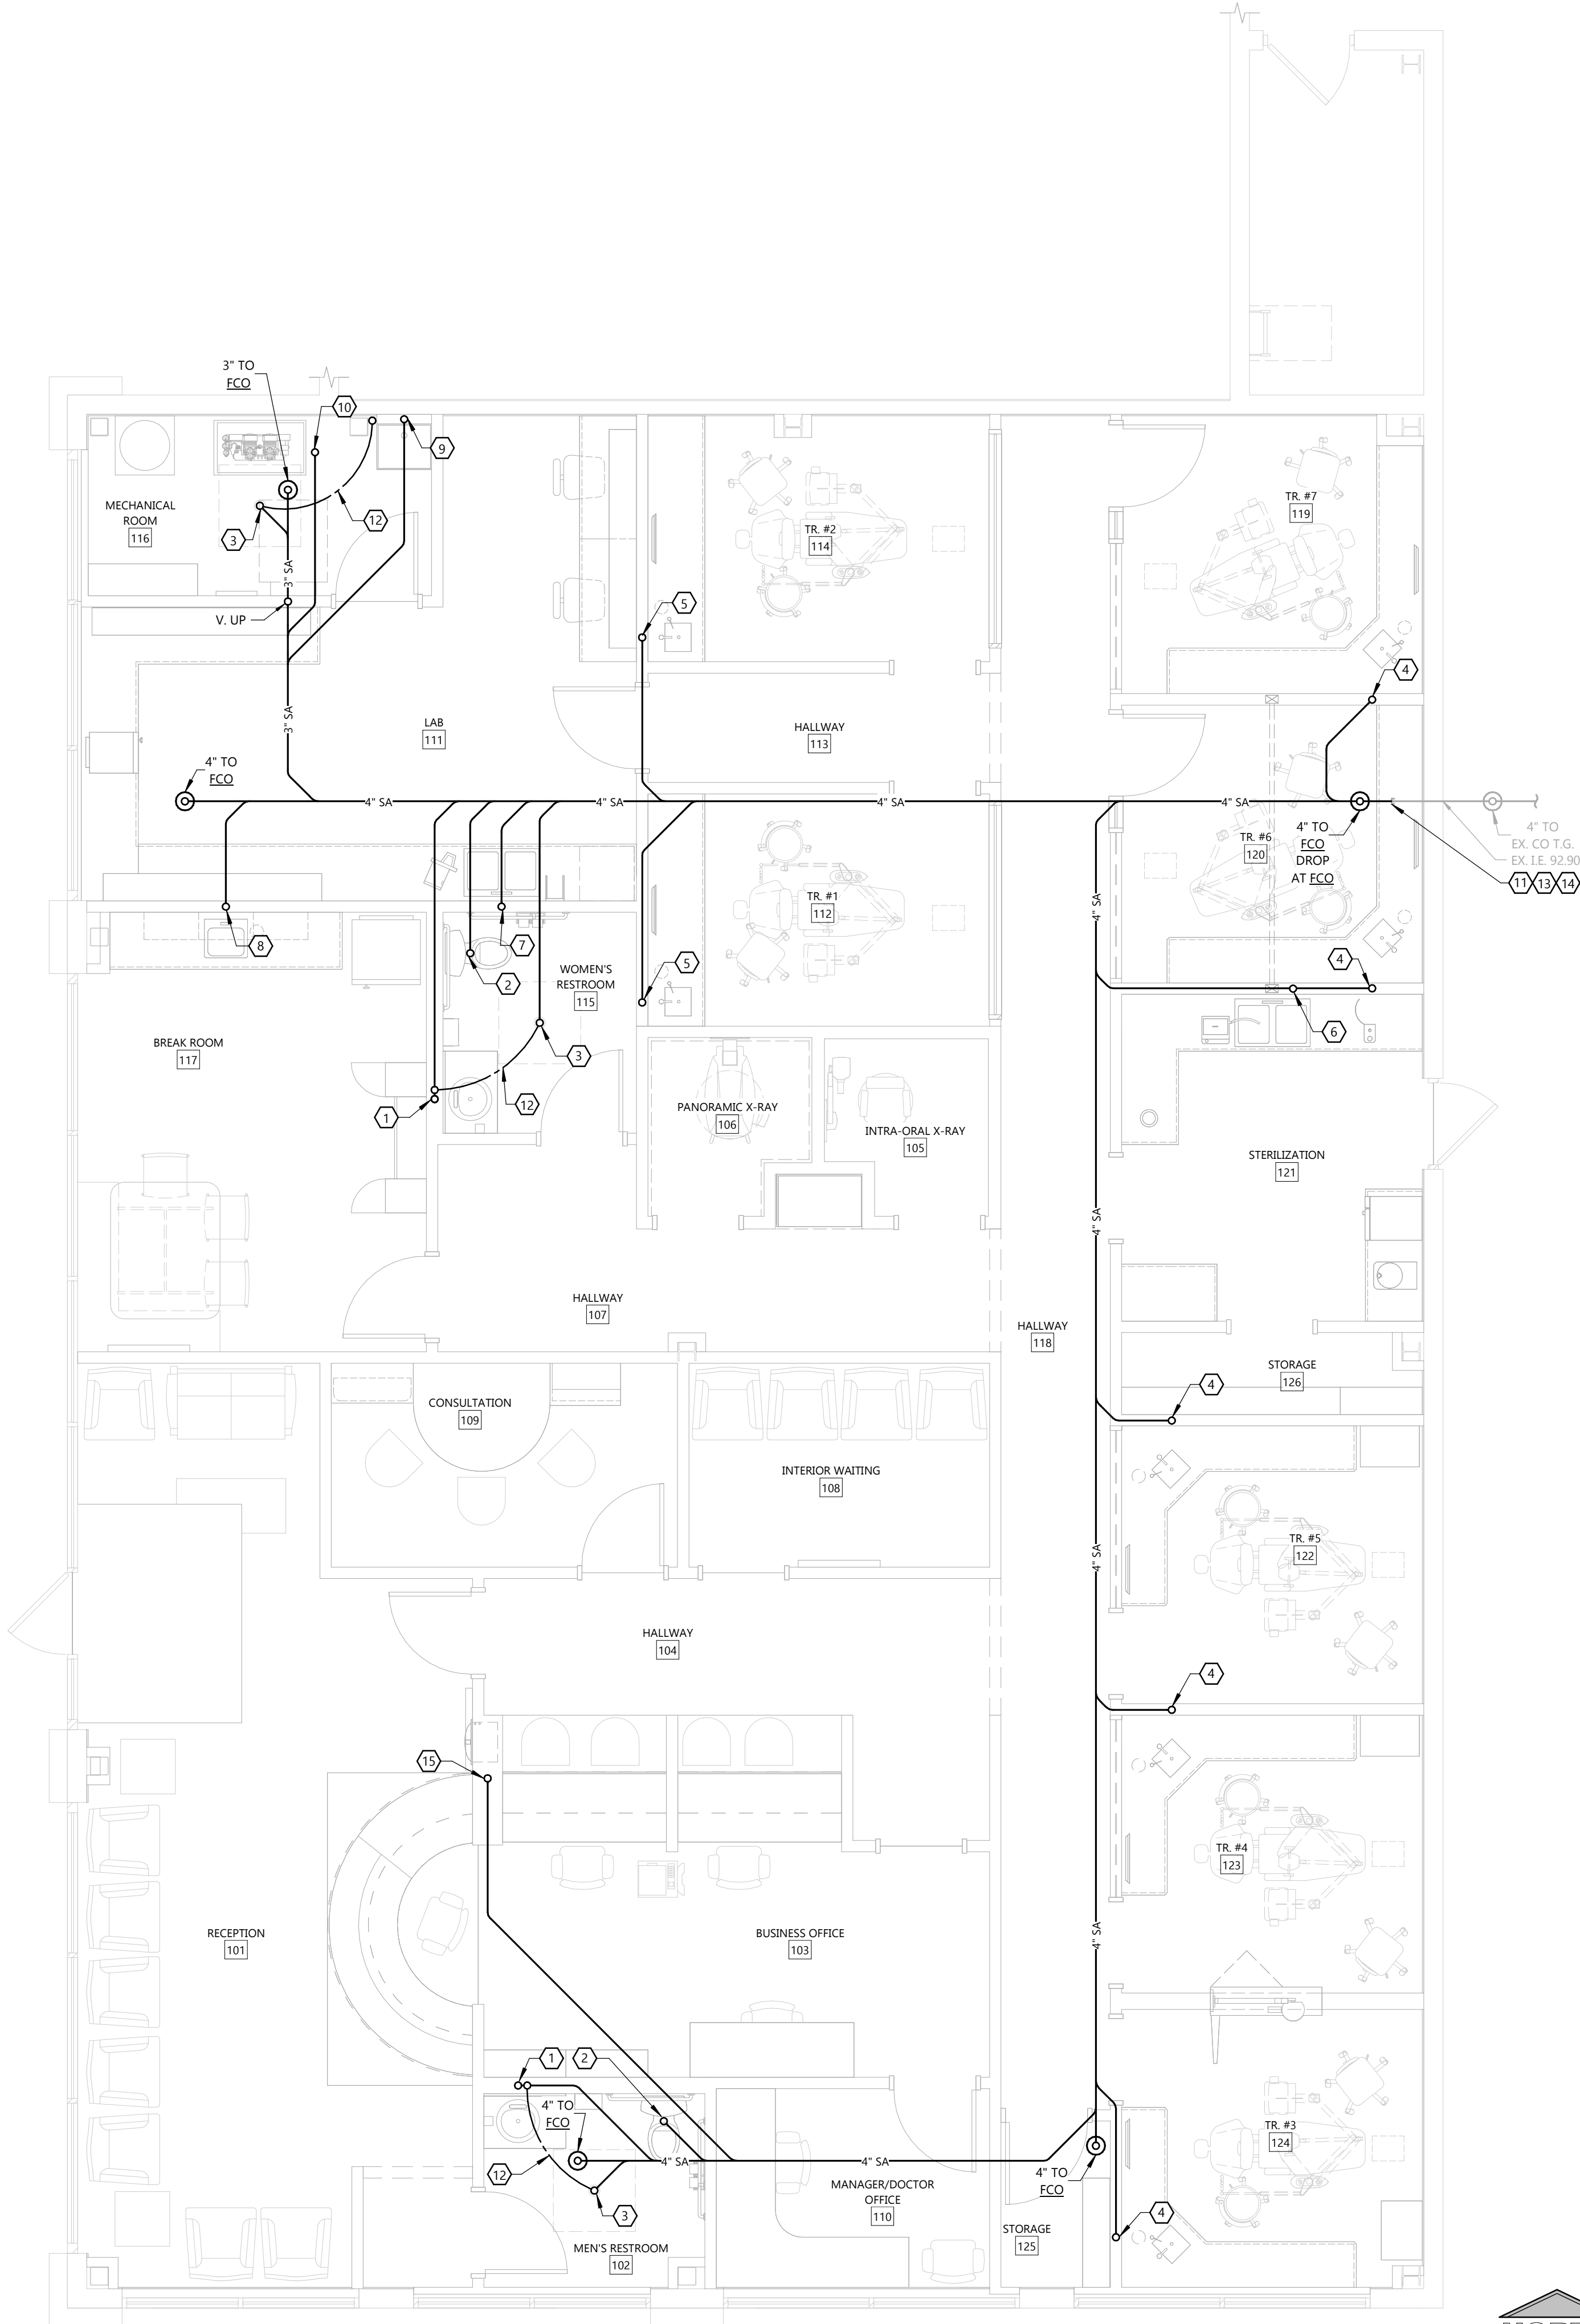 3" TO
FCO
10
9
MECHANICAL
ROOM
116
3
12
3" SA
V. UP
TR. #2
114
TR. #7
119
5
4
3" SA
LAB
111
HALLWAY
113
4" TO
FCO
4" SA
4" SA
4" SA
4" SA
4" TO
FCO
DROP
AT FCO
TR. #6
120
4" TO
EX. CO T.G.
EX. I.E. 92.90
11
13
14
4" SA
TR. #1
112
8
7
2
WOMEN'S
RESTROOM
115
5
4
6
3
BREAK ROOM
117
12
1
PANORAMIC X-RAY
106
INTRA-ORAL X-RAY
105
STERILIZATION
121
4" SA
HALLWAY
107
HALLWAY
118
STORAGE
126
4
CONSULTATION
109
INTERIOR WAITING
108
4" SA
TR. #5
122
HALLWAY
104
4
15
TR. #4
123
RECEPTION
101
BUSINESS OFFICE
103
4" SA
1
2
4" TO
FCO
12
3
4" SA
4" TO
FCO
TR. #3
124
MANAGER/DOCTOR
OFFICE
110
4
STORAGE
125
MEN'S RESTROOM
102